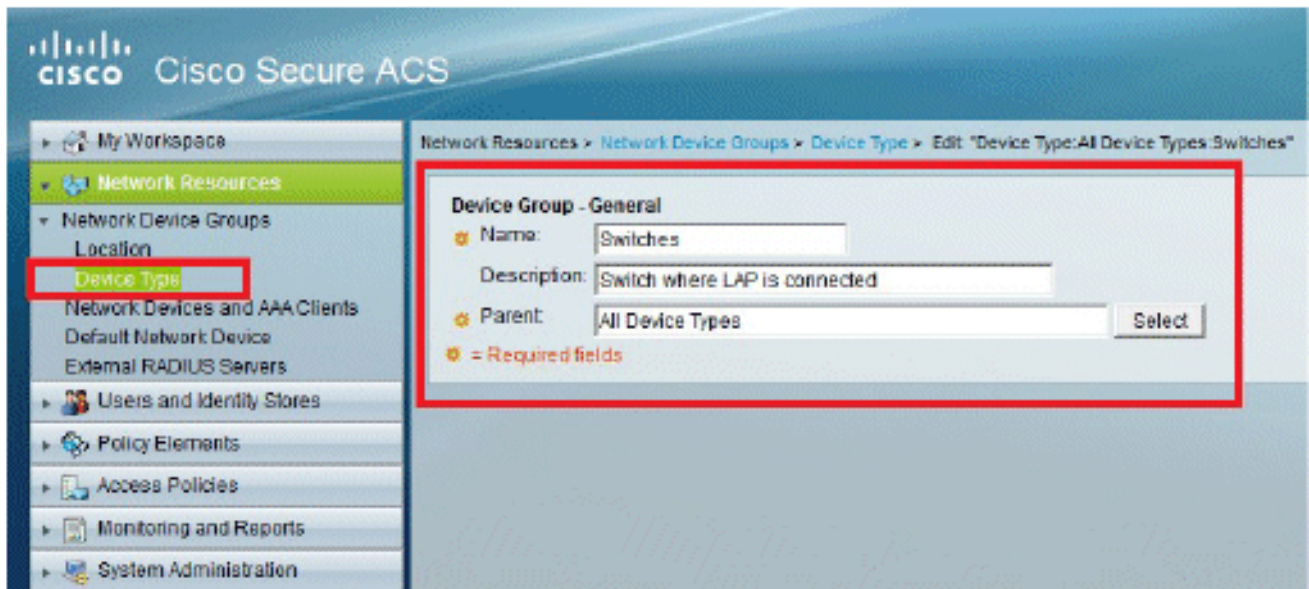 cisco Cisco Secure ACS
My Workspace
Network Resources
Network Device Groups
Location
Device Type
Network Devices and AAA Clients
Default Network Device
External RADIUS Servers
Users and Identity Stores
Policy Elements
Access Policies
Monitoring and Reports
System Administration
Network Resources > Network Device Groups > Device Type > Edit "Device Type:All Device Types:Switches"
Device Group - General
Name: Switches
Description: Switch where LAP is connected
Parent: All Device Types Select
= Required fields